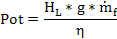 Pot = (H_L * g * ṁ_f) / η